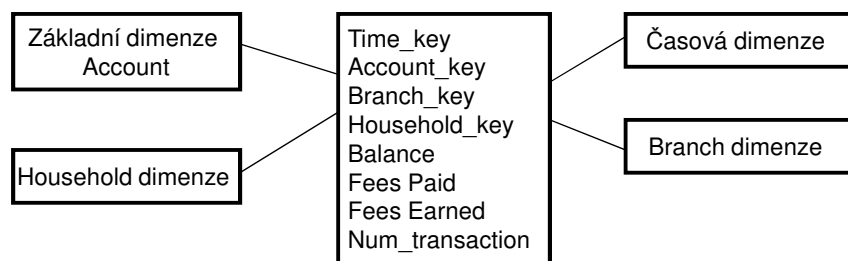 Základní dimenze
Account
Household dimenze
Time_key
Account_key
Branch_key
Household_key
Balance
Fees Paid
Fees Earned
Num_transaction
Časová dimenze
Branch dimenze